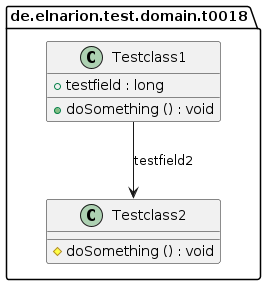 de.elnarion.test.domain.t0018
C Testclass1
testfield : long
doSomething () : void
testfield2
C Testclass2
doSomething () : void